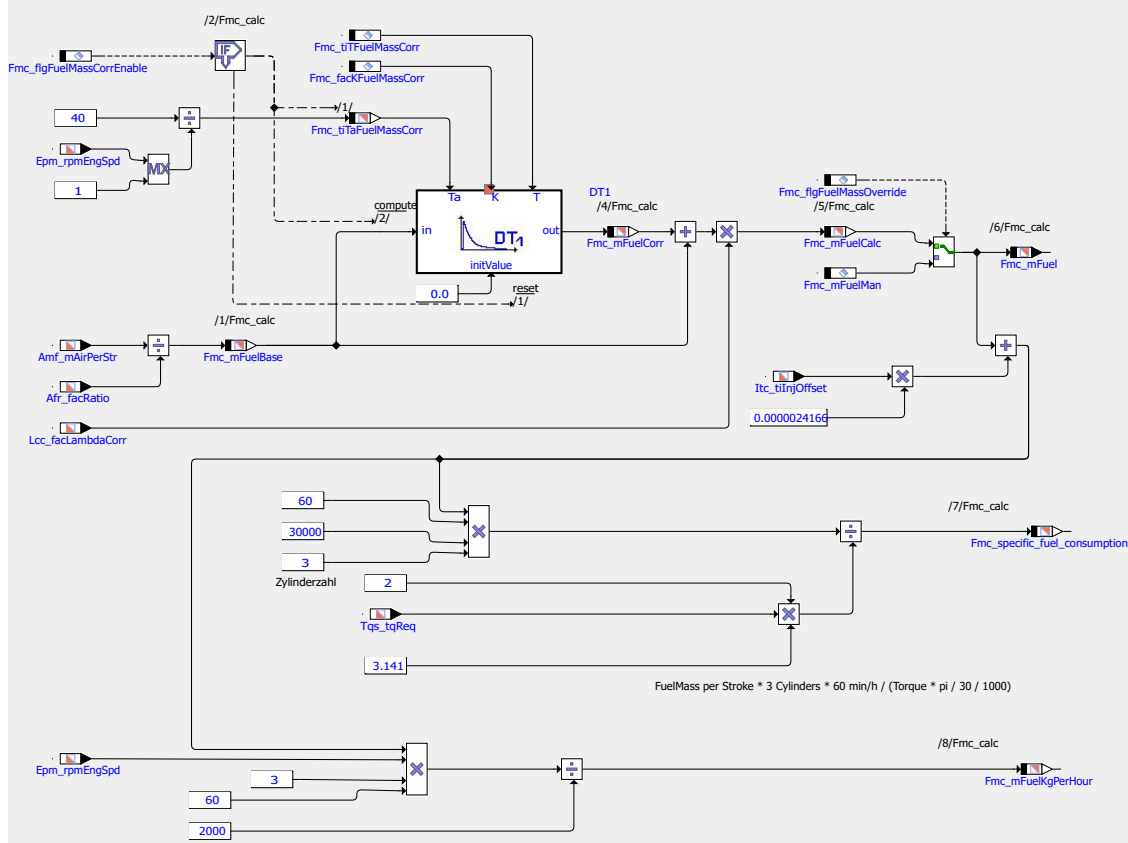 /2/Fmc_calc
Fmc_tiTFuelMassCorr
IF
Fmc_flgFuelMassCorrEnable
Fmc_facKFuelMassCorr
/1/
40
÷
Fmc_tiTaFuelMassCorr
Epm_rpmEngSpd
MX
1
Fmc_flgFuelMassOverride
Ta
K
T
DT1
compute
/2/
/4/Fmc_calc
/5/Fmc_calc
/6/Fmc_calc
in
DT1
out
Fmc_mFuelCorr
+
×
Fmc_mFuelCalc
initValue
Fmc_mFuel
Fmc_mFuelMan
0.0
reset
/1/
/1/Fmc_calc
Amf_mAirPerStr
÷
Fmc_mFuelBase
+
Afr_facRatio
Itc_tiInjOffset
×
0.0000024166
Lcc_facLambdaCorr
60
/7/Fmc_calc
30000
×
÷
Fmc_specific_fuel_consumption
3
Zylinderzahl
2
Tqs_tqReq
×
3.141
FuelMass per Stroke * 3 Cylinders * 60 min/h / (Torque * pi / 30 / 1000)
/8/Fmc_calc
Epm_rpmEngSpd
×
÷
Fmc_mFuelKgPerHour
3
60
2000